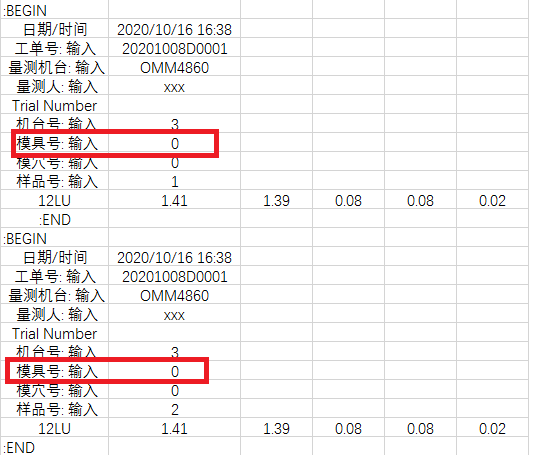 :BEGIN
日期/时间 2020/10/16 16:38
工单号: 输入 20201008D0001
量测机台: 输入 OMM4860
量测人: 输入 xxx
Trial Number
机台号: 输入 3
模具号: 输入 0
模穴号: 输入 0
样品号: 输入 1
12LU 1.41 1.39 0.08 0.08 0.02
:END
:BEGIN
日期/时间 2020/10/16 16:38
工单号: 输入 20201008D0001
量测机台: 输入 OMM4860
量测人: 输入 xxx
Trial Number
机台号: 输入 3
模具号: 输入 0
模穴号: 输入 0
样品号: 输入 2
12LU 1.41 1.39 0.08 0.08 0.02
:END